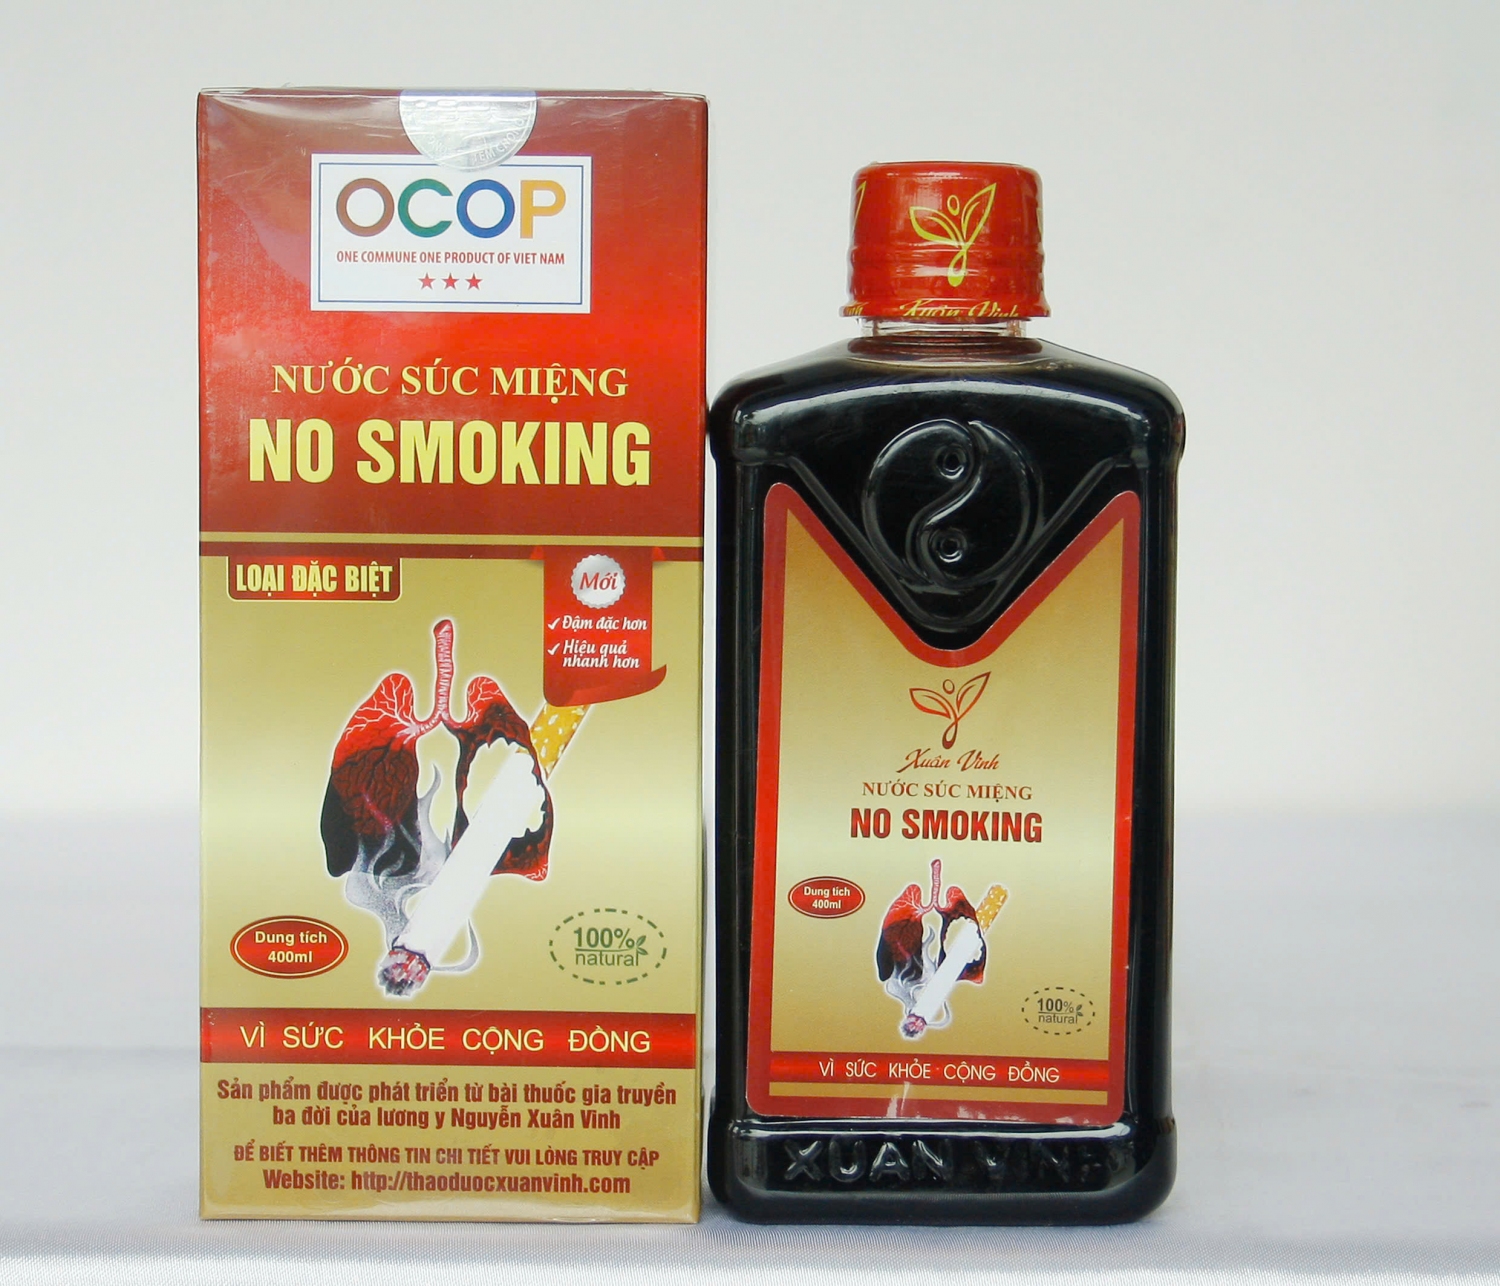 OCOP
ONE COMMUNE ONE PRODUCT OF VIET NAM
NƯỚC SÚC MIỆNG
NO SMOKING
LOẠI ĐẶC BIỆT
Mới
Đậm đặc hơn
Hiệu quả
nhanh hơn
Dung tích
400ml
100%
natural
VÌ SỨC KHỎE CỘNG ĐỒNG
Sản phẩm được phát triển từ bài thuốc gia truyền
ba đời của lương y Nguyễn Xuân Vinh
ĐỂ BIẾT THÊM THÔNG TIN CHI TIẾT VUI LÒNG TRUY CẬP
Website: http://thaoduocxuanvinh.com
Xuân Vinh
Xuân Vinh
NƯỚC SÚC MIỆNG
NO SMOKING
Dung tích
400ml
100%
natural
VÌ SỨC KHỎE CỘNG ĐỒNG
XUAN VINH